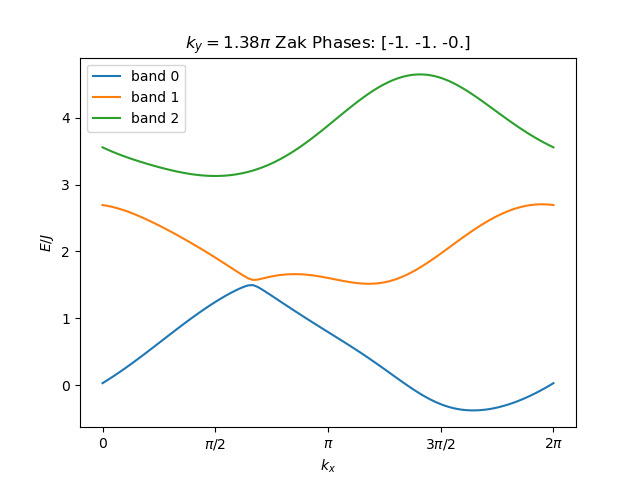 k_y = 1.38π Zak Phases: [-1. -1. -0.]
band 0
band 1
band 2
4
3
2
1
0
E/J
0 π/2 π 3π/2 2π
k_x